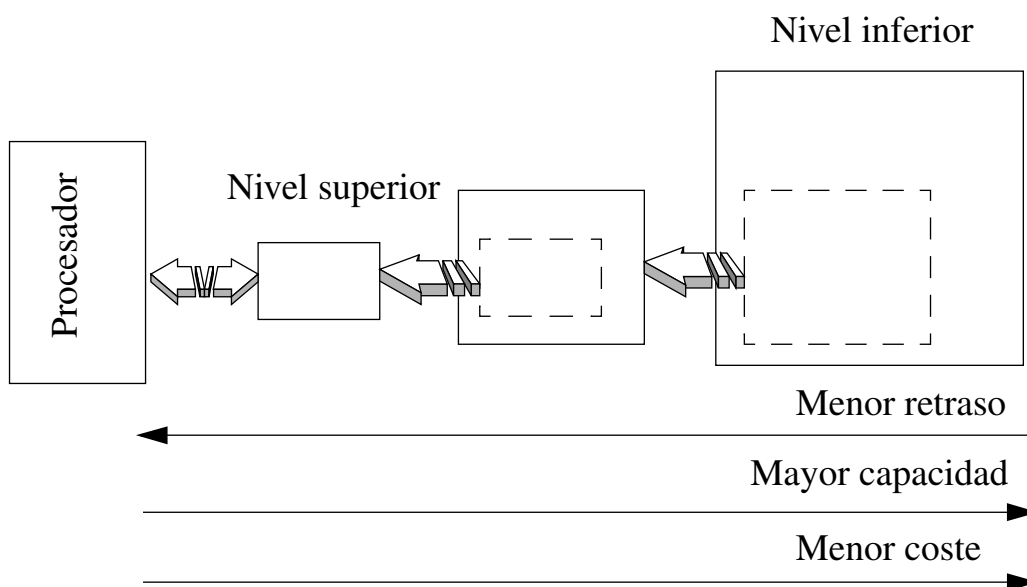 Nivel inferior
Nivel superior
Procesador
Menor retraso
Mayor capacidad
Menor coste